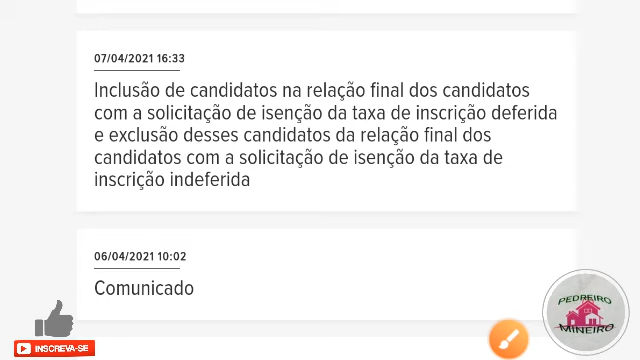 07/04/2021 16:33
Inclusão de candidatos na relação final dos candidatos
com a solicitação de isenção da taxa de inscrição deferida
e exclusão desses candidatos da relação final dos
candidatos com a solicitação de isenção da taxa de
inscrição indeferida
06/04/2021 10:02
Comunicado
INSCREVA-SE
PEDREIRO
MINEIRO